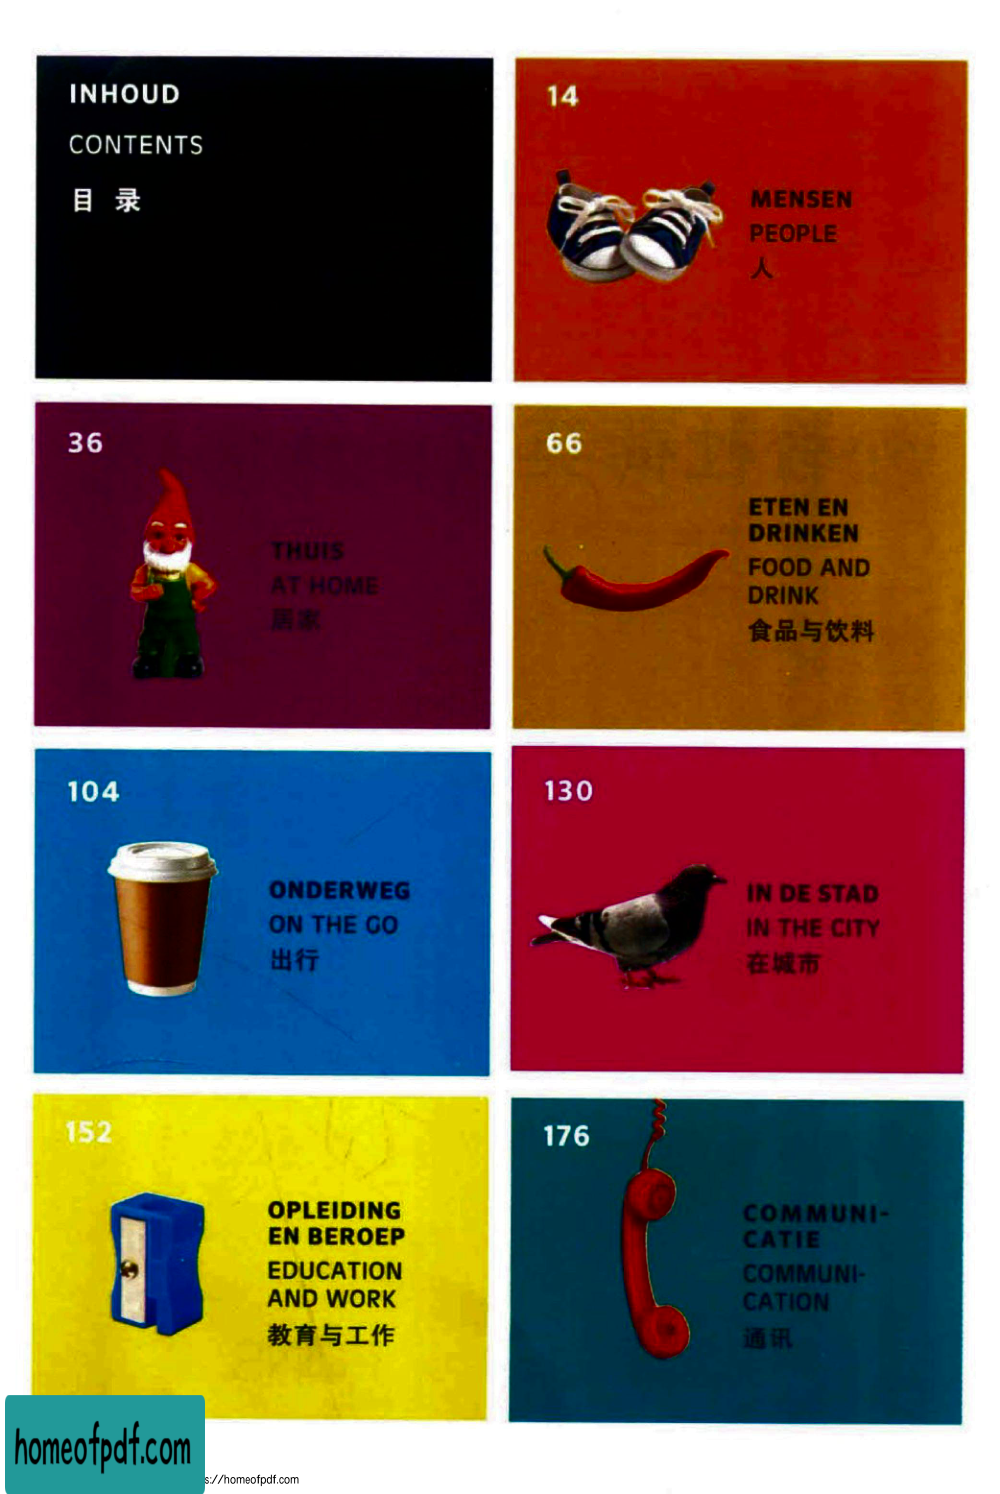 INHOUD
CONTENTS
目 录
14
MENSEN
PEOPLE
人
36
THUIS
AT HOME
居家
66
ETEN EN
DRINKEN
FOOD AND
DRINK
食品与饮料
104
ONDERWEG
ON THE GO
出行
130
IN DE STAD
IN THE CITY
在城市
152
OPLEIDING
EN BEROEP
EDUCATION
AND WORK
教育与工作
176
COMMUNI-
CATIE
COMMUNI-
CATION
通讯
homeofpdf.com
s://homeofpdf.com